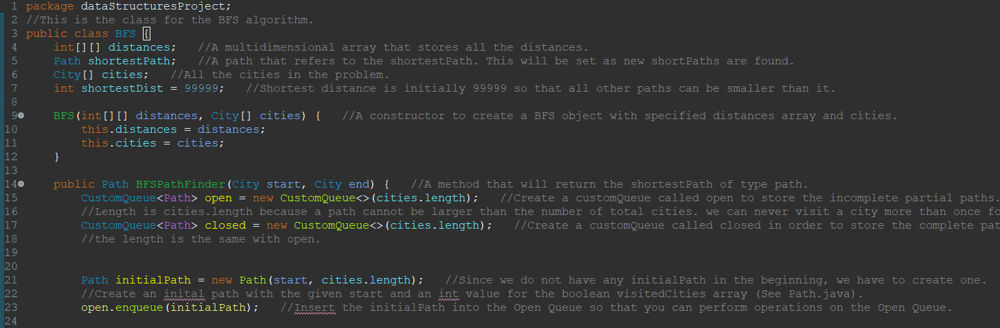 1 package dataStructuresProject;
2 //This is the class for the BFS algorithm.
3 public class BFS {
4 int[][] distances;   //A multidimensional array that stores all the distances.
5 Path shortestPath;   //A path that refers to the shortestPath. This will be set as new shortPaths are found.
6 City[] cities;   //All the cities in the problem.
7 int shortestDist = 99999;   //Shortest distance is initially 99999 so that all other paths can be smaller than it.
8
9 BFS(int[][] distances, City[] cities) {   //A constructor to create a BFS object with specified distances array and cities.
10 this.distances = distances;
11 this.cities = cities;
12 }
13
14 public Path BFSPathFinder(City start, City end) {   //A method that will return the shortestPath of type path.
15 CustomQueue<Path> open = new CustomQueue<>(cities.length);   //Create a customQueue called open to store the incomplete partial paths.
16 //Length is cities.length because a path cannot be larger than the number of total cities. we can never visit a city more than once fo
17 CustomQueue<Path> closed = new CustomQueue<>(cities.length);   //Create a customQueue called closed in order to store the complete pat
18 //the length is the same with open.
19
20
21 Path initialPath = new Path(start, cities.length);   //Since we do not have any initialPath in the beginning, we have to create one.
22 //Create an inital path with the given start and an int value for the boolean visitedCities array (See Path.java).
23 open.enqueue(initialPath);   //Insert the initialPath into the Open Queue so that you can perform operations on the Open Queue.
24